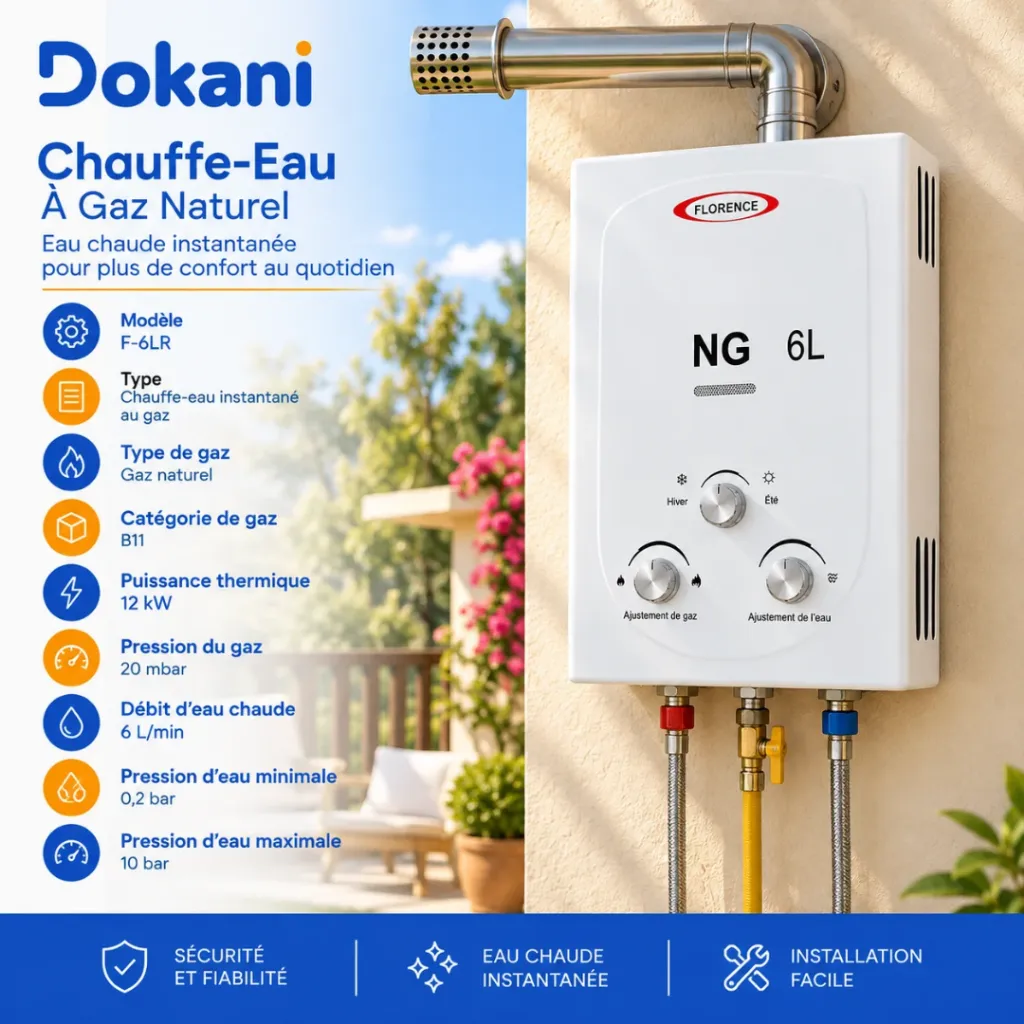 Dokani
Chauffe-Eau
À Gaz Naturel
Eau chaude instantanée
pour plus de confort au quotidien
Modèle
F-6LR
Type
Chauffe-eau instantané
au gaz
Type de gaz
Gaz naturel
Catégorie de gaz
B11
Puissance thermique
12 kW
Pression du gaz
20 mbar
Débit d'eau chaude
6 L/min
Pression d'eau minimale
0,2 bar
Pression d'eau maximale
10 bar
FLORENCE
NG 6L
Hiver
Été
Ajustement de gaz
Ajustement de l'eau
SÉCURITÉ
ET FIABILITÉ
EAU CHAUDE
INSTANTANÉE
INSTALLATION
FACILE